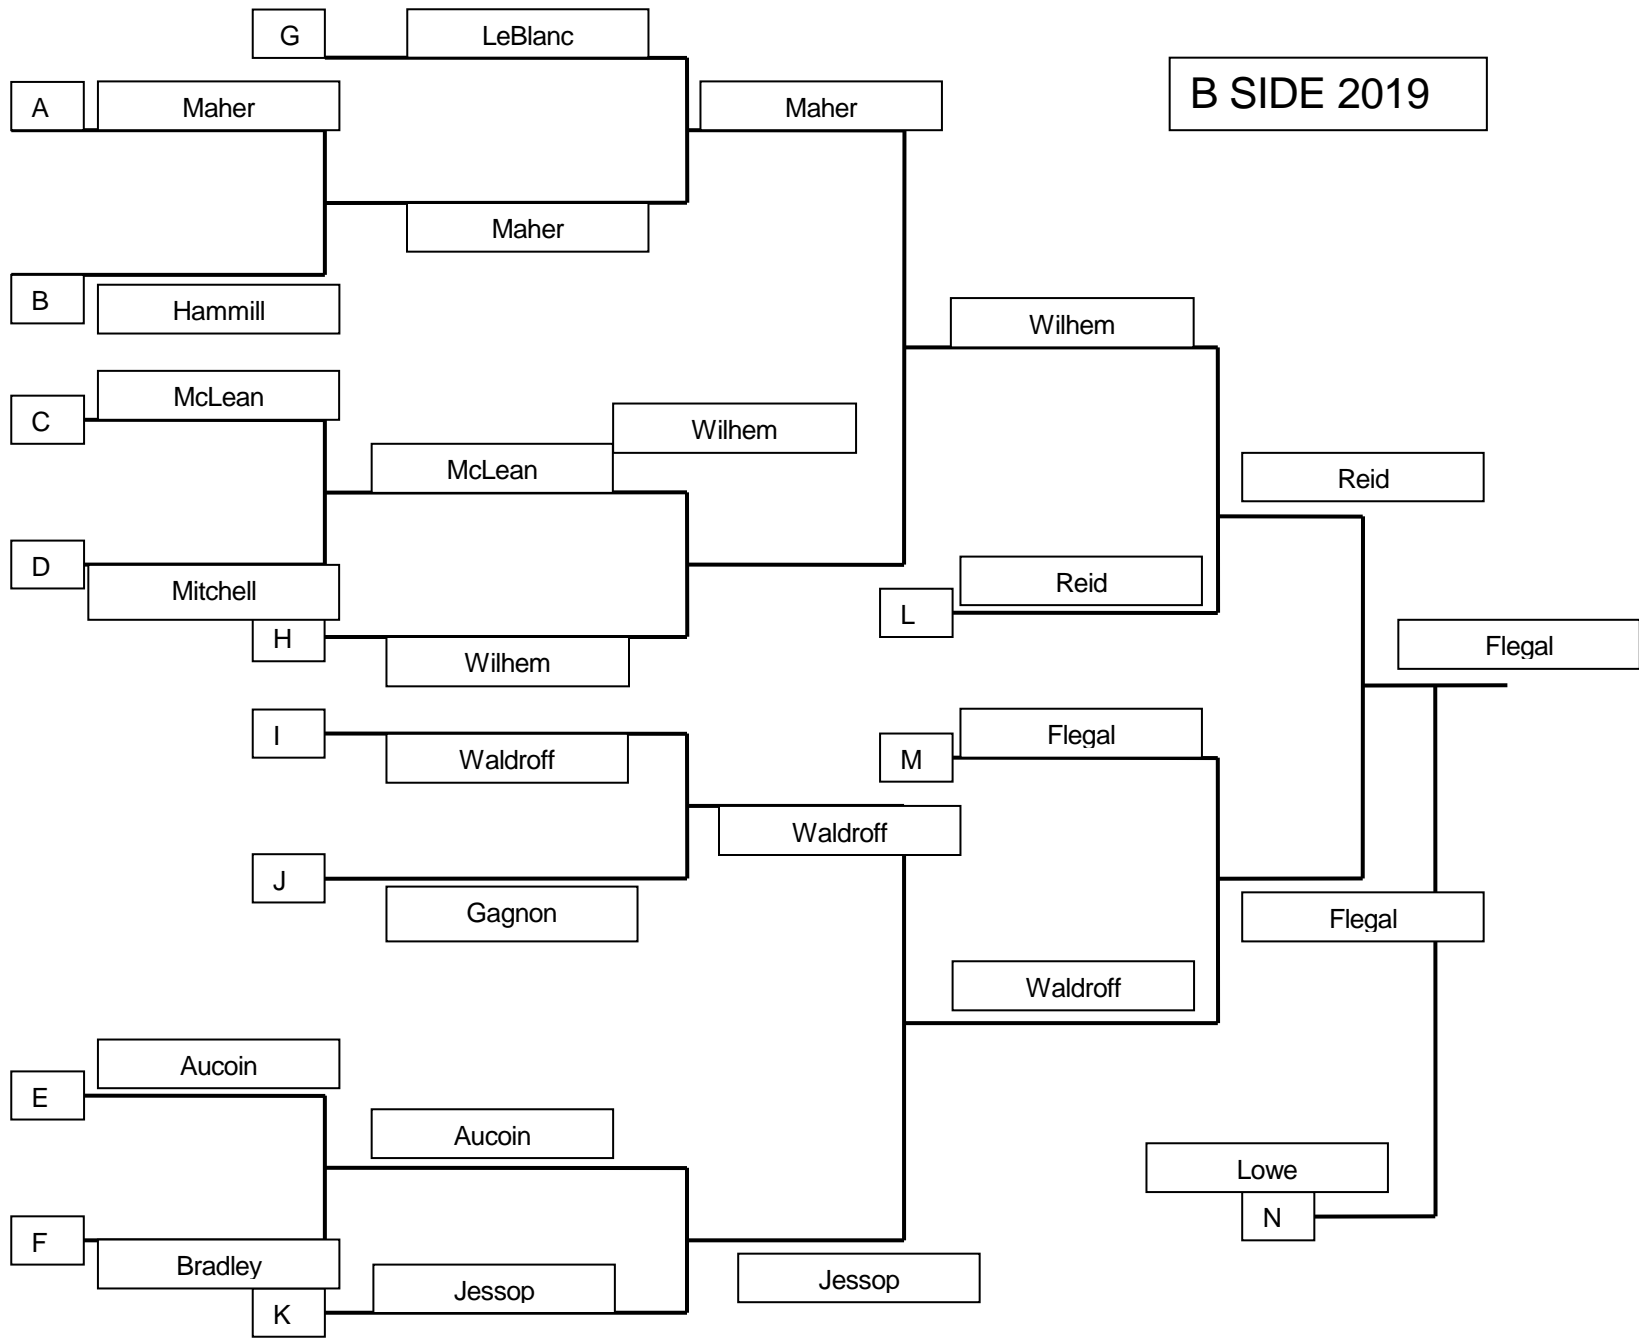 G
LeBlanc
B SIDE 2019
A
Maher
Maher
Maher
B
Hammill
Wilhem
McLean
C
Wilhem
McLean
Reid
D
Mitchell
Reid
L
H
Wilhem
Flegal
I
Waldroff
Flegal
M
Waldroff
J
Gagnon
Flegal
Waldroff
Aucoin
E
Aucoin
Lowe
N
F
Bradley
Jessop
Jessop
K